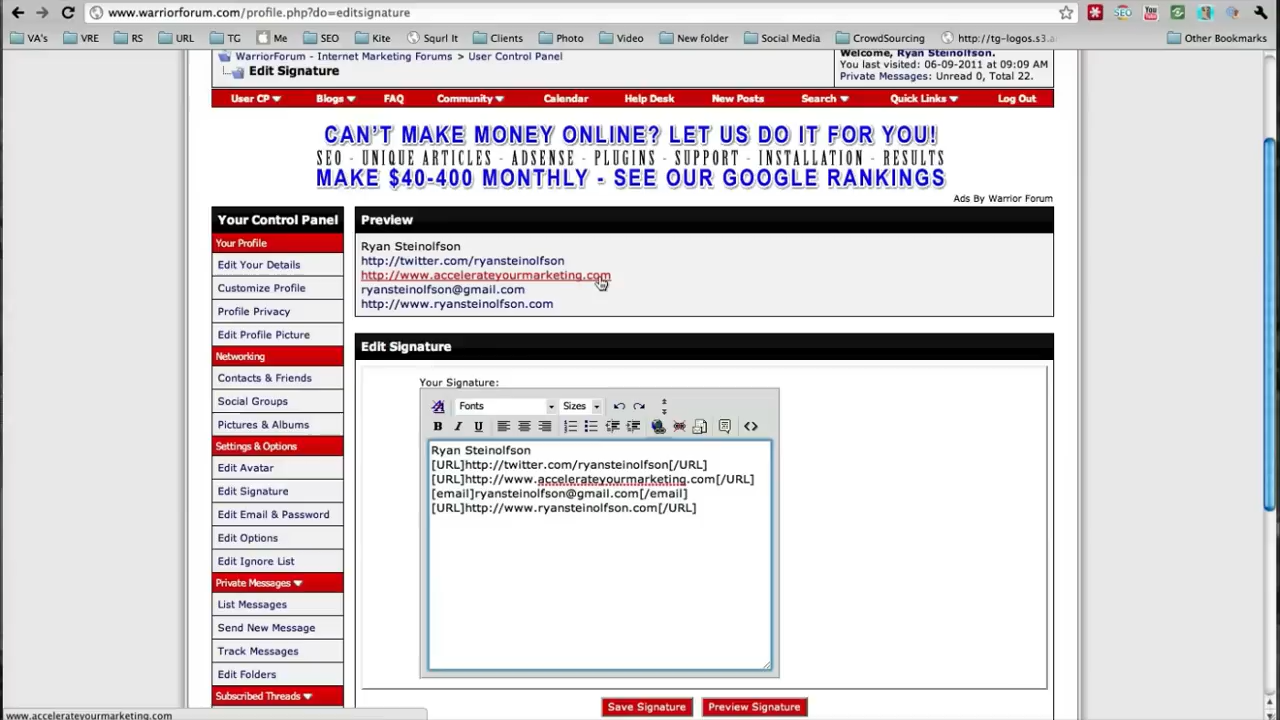 www.warriorforum.com/profile.php?do=editsignature
VA's VRE RS URL TG Me SEO Kite Squrl It Clients Photo Video New folder Social Media CrowdSourcing http://tg-logos.s3.a Other Bookmarks
WarriorForum - Internet Marketing Forums > User Control Panel
Edit Signature
Welcome, Ryan Steinolfson.
You last visited: 06-09-2011 at 09:09 AM
Private Messages: Unread 0, Total 22.
User CP Blogs FAQ Community Calendar Help Desk New Posts Search Quick Links Log Out
CAN'T MAKE MONEY ONLINE? LET US DO IT FOR YOU!
SEO - UNIQUE ARTICLES - ADSENSE - PLUGINS - SUPPORT - INSTALLATION - RESULTS
MAKE $40-400 MONTHLY - SEE OUR GOOGLE RANKINGS
Ads By Warrior Forum
Your Control Panel
Your Profile
Edit Your Details
Customize Profile
Profile Privacy
Edit Profile Picture
Networking
Contacts & Friends
Social Groups
Pictures & Albums
Settings & Options
Edit Avatar
Edit Signature
Edit Email & Password
Edit Options
Edit Ignore List
Private Messages
List Messages
Send New Message
Track Messages
Edit Folders
Subscribed Threads
Preview
Ryan Steinolfson
http://twitter.com/ryansteinolfson
http://www.accelerateyourmarketing.com
ryansteinolfson@gmail.com
http://www.ryansteinolfson.com
Edit Signature
Your Signature:
Fonts Sizes
B I U
Ryan Steinolfson
[URL]http://twitter.com/ryansteinolfson[/URL]
[URL]http://www.accelerateyourmarketing.com[/URL]
[email]ryansteinolfson@gmail.com[/email]
[URL]http://www.ryansteinolfson.com[/URL]
Save Signature Preview Signature
www.accelerateyourmarketing.com